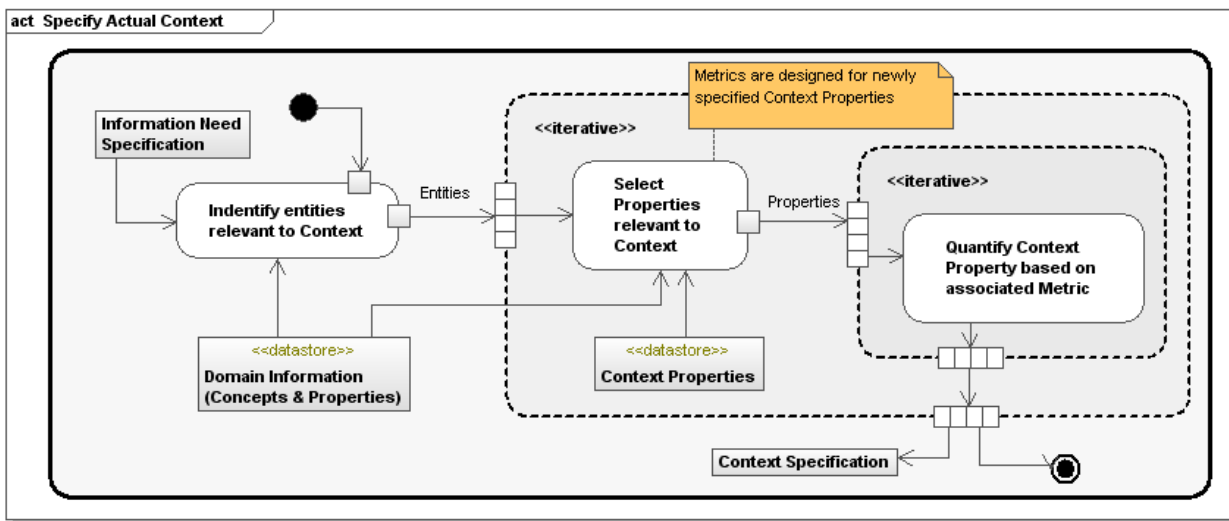 act Specify Actual Context
Metrics are designed for newly
specified Context Properties
Information Need
Specification
<<iterative>>
<<iterative>>
Indentify entities
relevant to Context
Entities
Select
Properties
relevant to
Context
Properties
Quantify Context
Property based on
associated Metric
<<datastore>>
Domain Information
(Concepts & Properties)
<<datastore>>
Context Properties
Context Specification